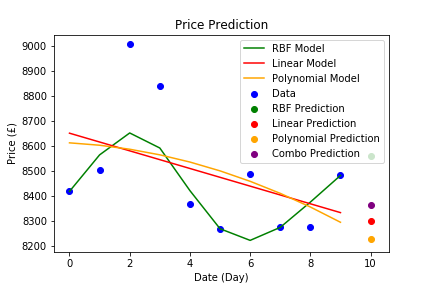 Price Prediction
Price (£)
9000
8900
8800
8700
8600
8500
8400
8300
8200
RBF Model
Linear Model
Polynomial Model
Data
RBF Prediction
Linear Prediction
Polynomial Prediction
Combo Prediction
0 2 4 6 8 10
Date (Day)